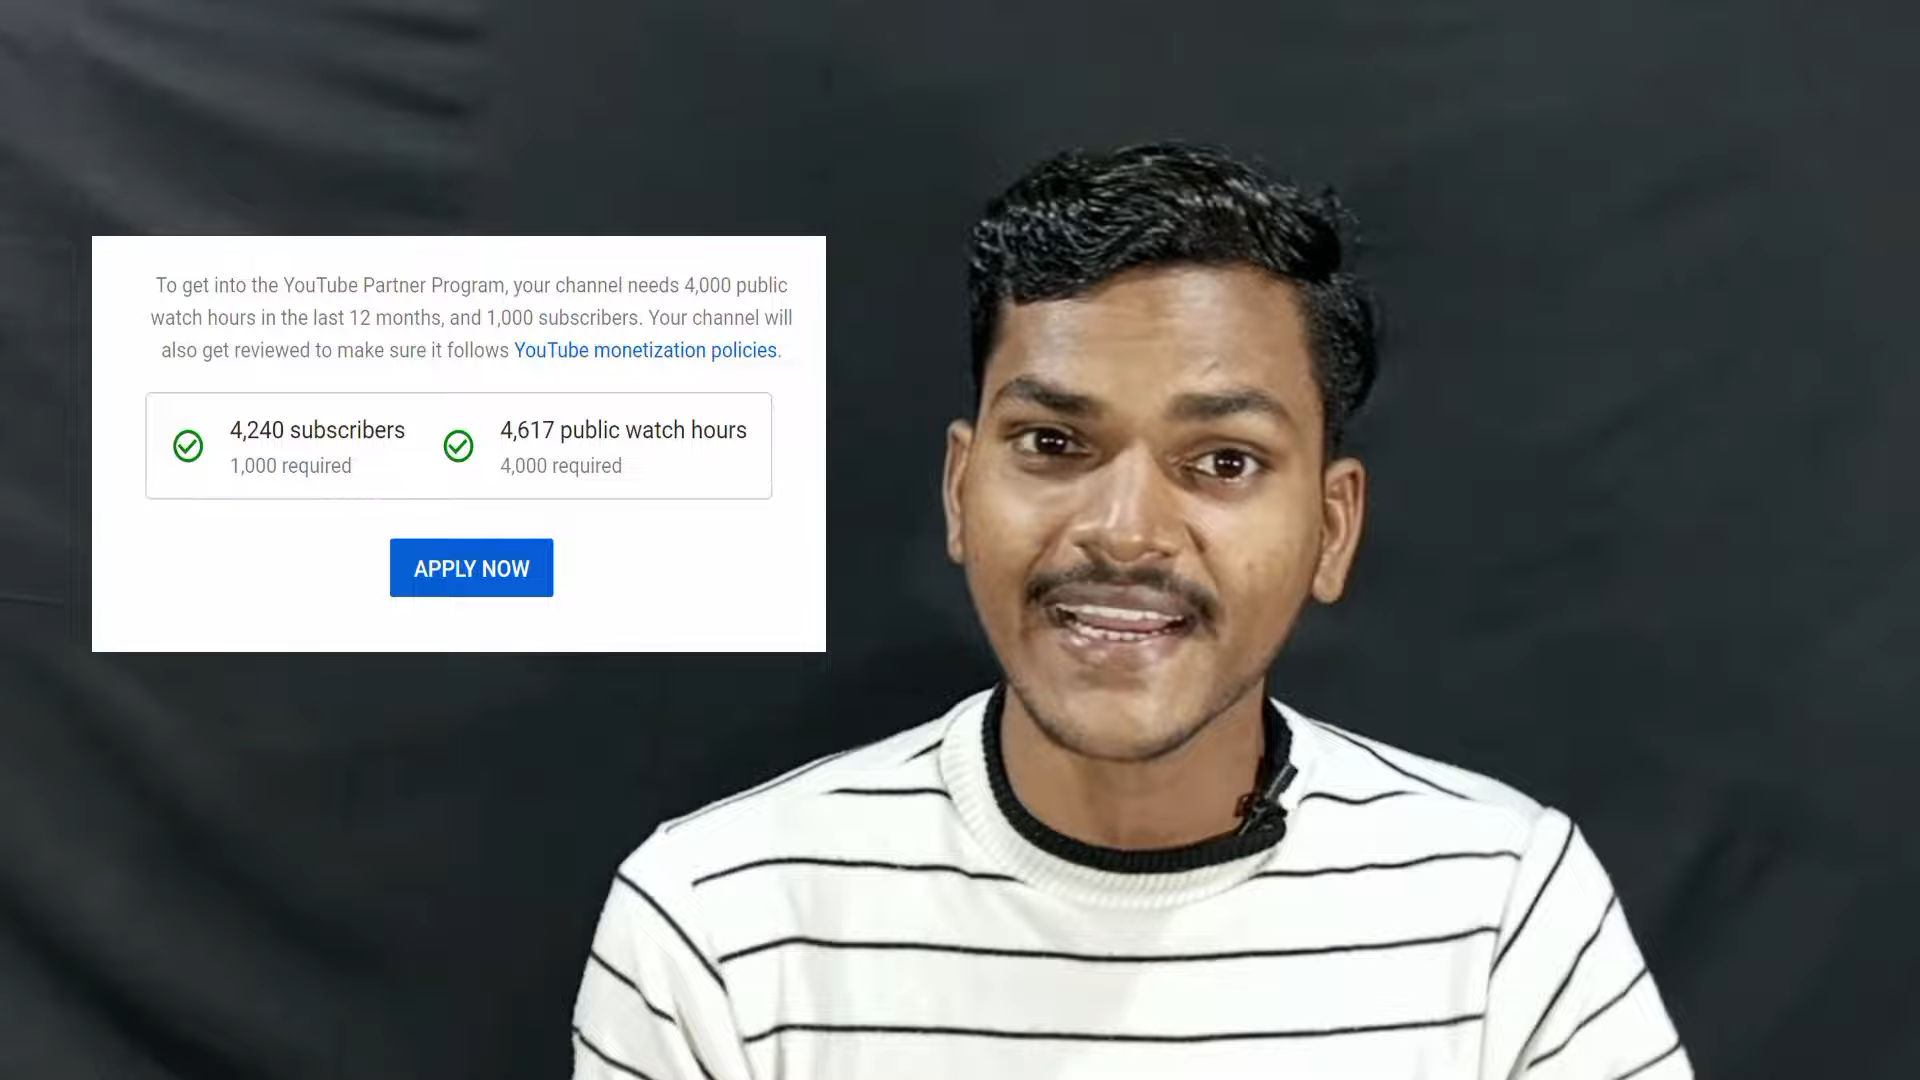 To get into the YouTube Partner Program, your channel needs 4,000 public
watch hours in the last 12 months, and 1,000 subscribers. Your channel will
also get reviewed to make sure it follows YouTube monetization policies.
4,240 subscribers
1,000 required
4,617 public watch hours
4,000 required
APPLY NOW